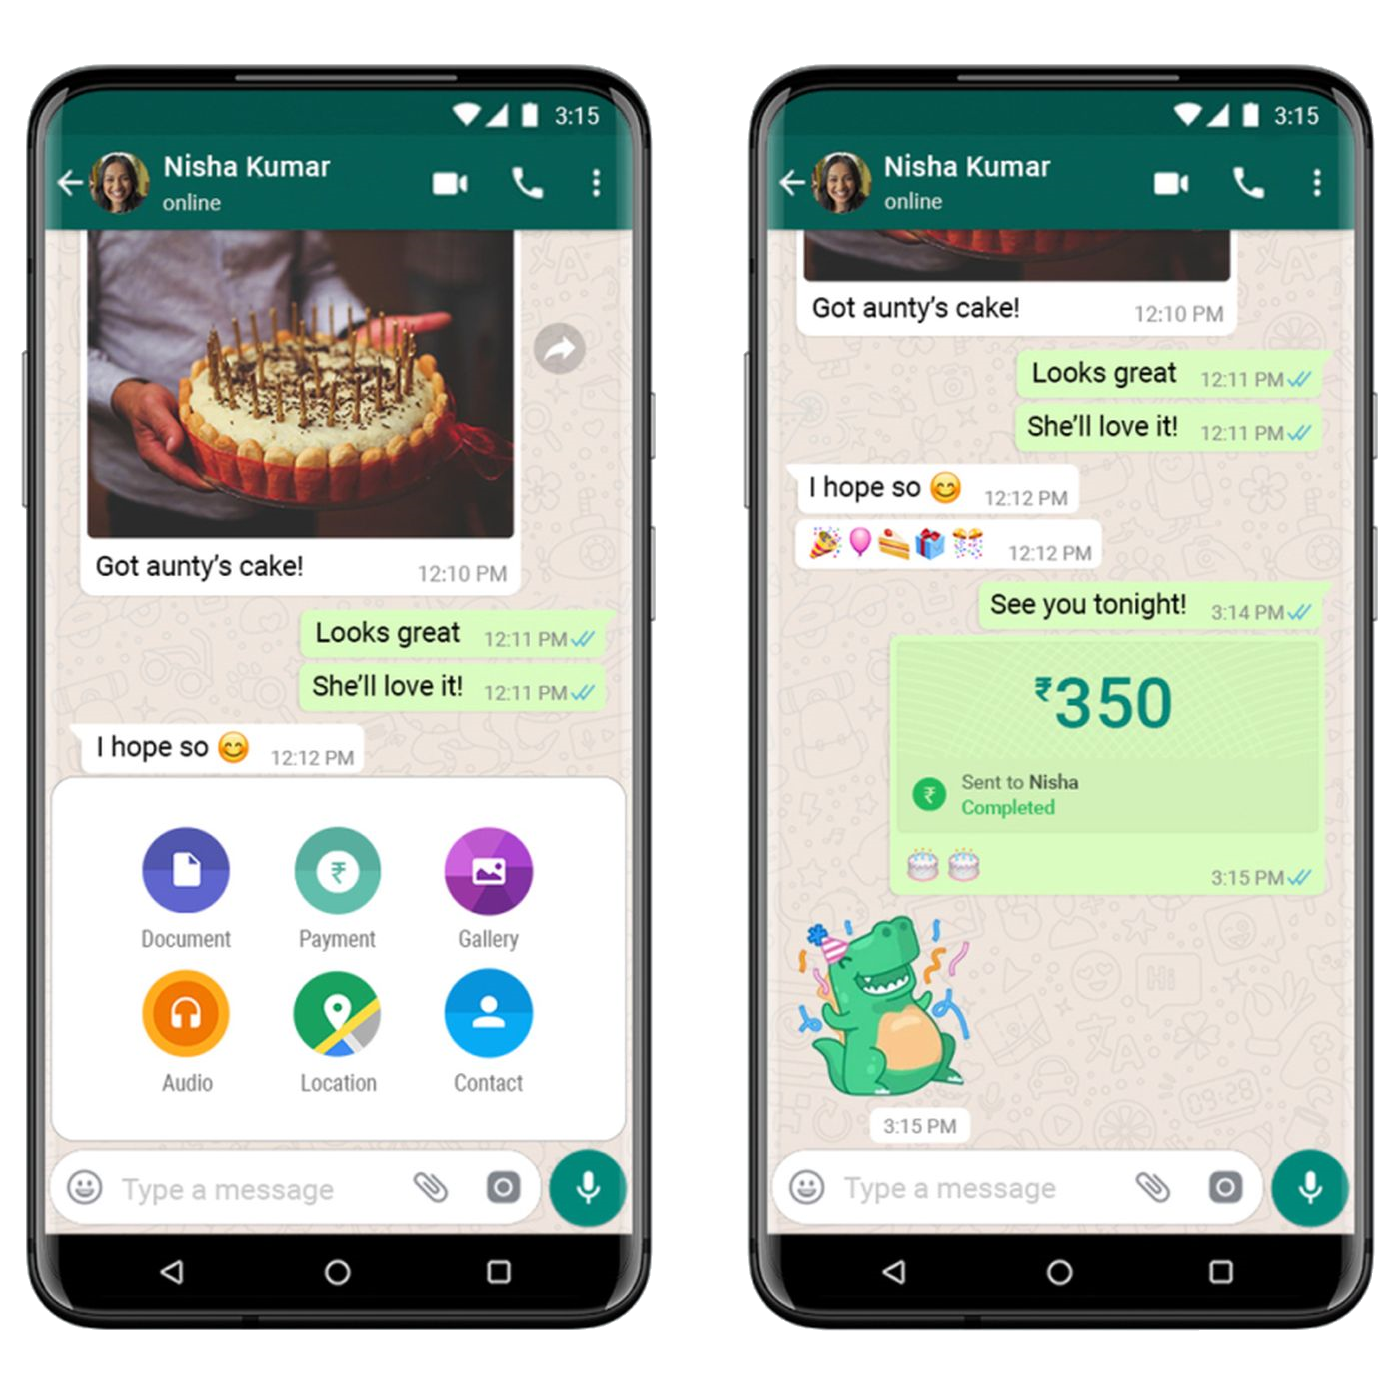 3:15
Nisha Kumar
online
Got aunty's cake! 12:10 PM
Looks great 12:11 PM
She'll love it! 12:11 PM
I hope so 😊 12:12 PM
Document Payment Gallery
Audio Location Contact
Type a message
3:15
Nisha Kumar
online
Got aunty's cake! 12:10 PM
Looks great 12:11 PM
She'll love it! 12:11 PM
I hope so 😊 12:12 PM
🎉🎈🍰🎁🎊 12:12 PM
See you tonight! 3:14 PM
₹350
₹ Sent to Nisha
Completed
🎂🎂 3:15 PM
3:15 PM
Type a message